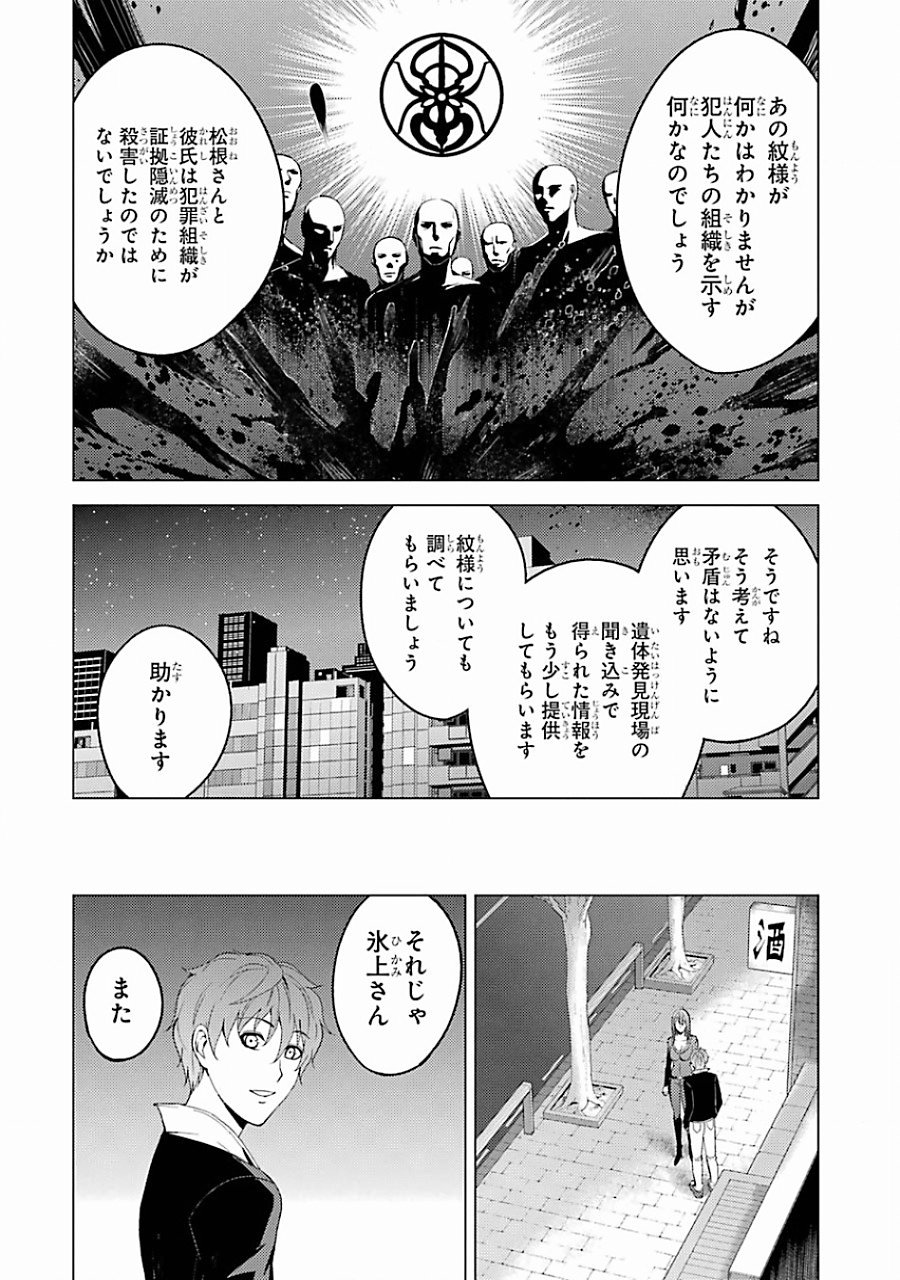 あの紋様が
何かはわかりませんが
犯人たちの組織を示す
何かなのでしょう
松根さんと
彼氏は犯罪組織が
証拠隠滅のために
殺害したのでは
ないでしょうか
そうですね
そう考えて
矛盾はないように
思います
遺体発見現場の
聞き込みで
得られた情報を
もう少し提供
してもらいます
紋様についても
調べて
もらいましょう
助かります
酒
それじゃ
氷上さん
また